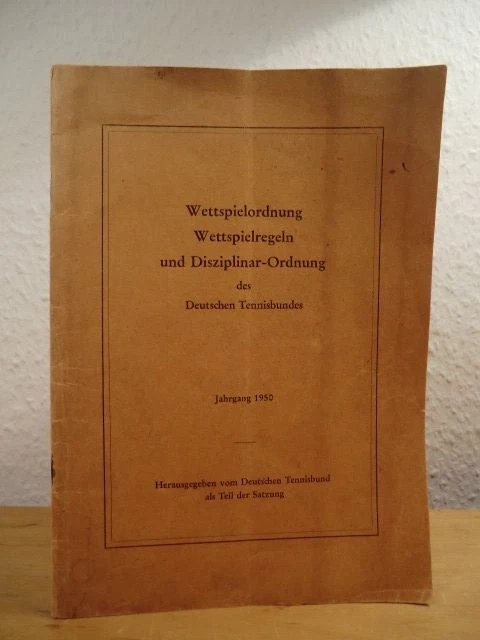 Wettspielordnung
Wettspielregeln
und Disziplinar-Ordnung
des
Deutschen Tennisbundes
Jahrgang 1950
Herausgegeben vom Deutschen Tennisbund
als Teil der Satzung